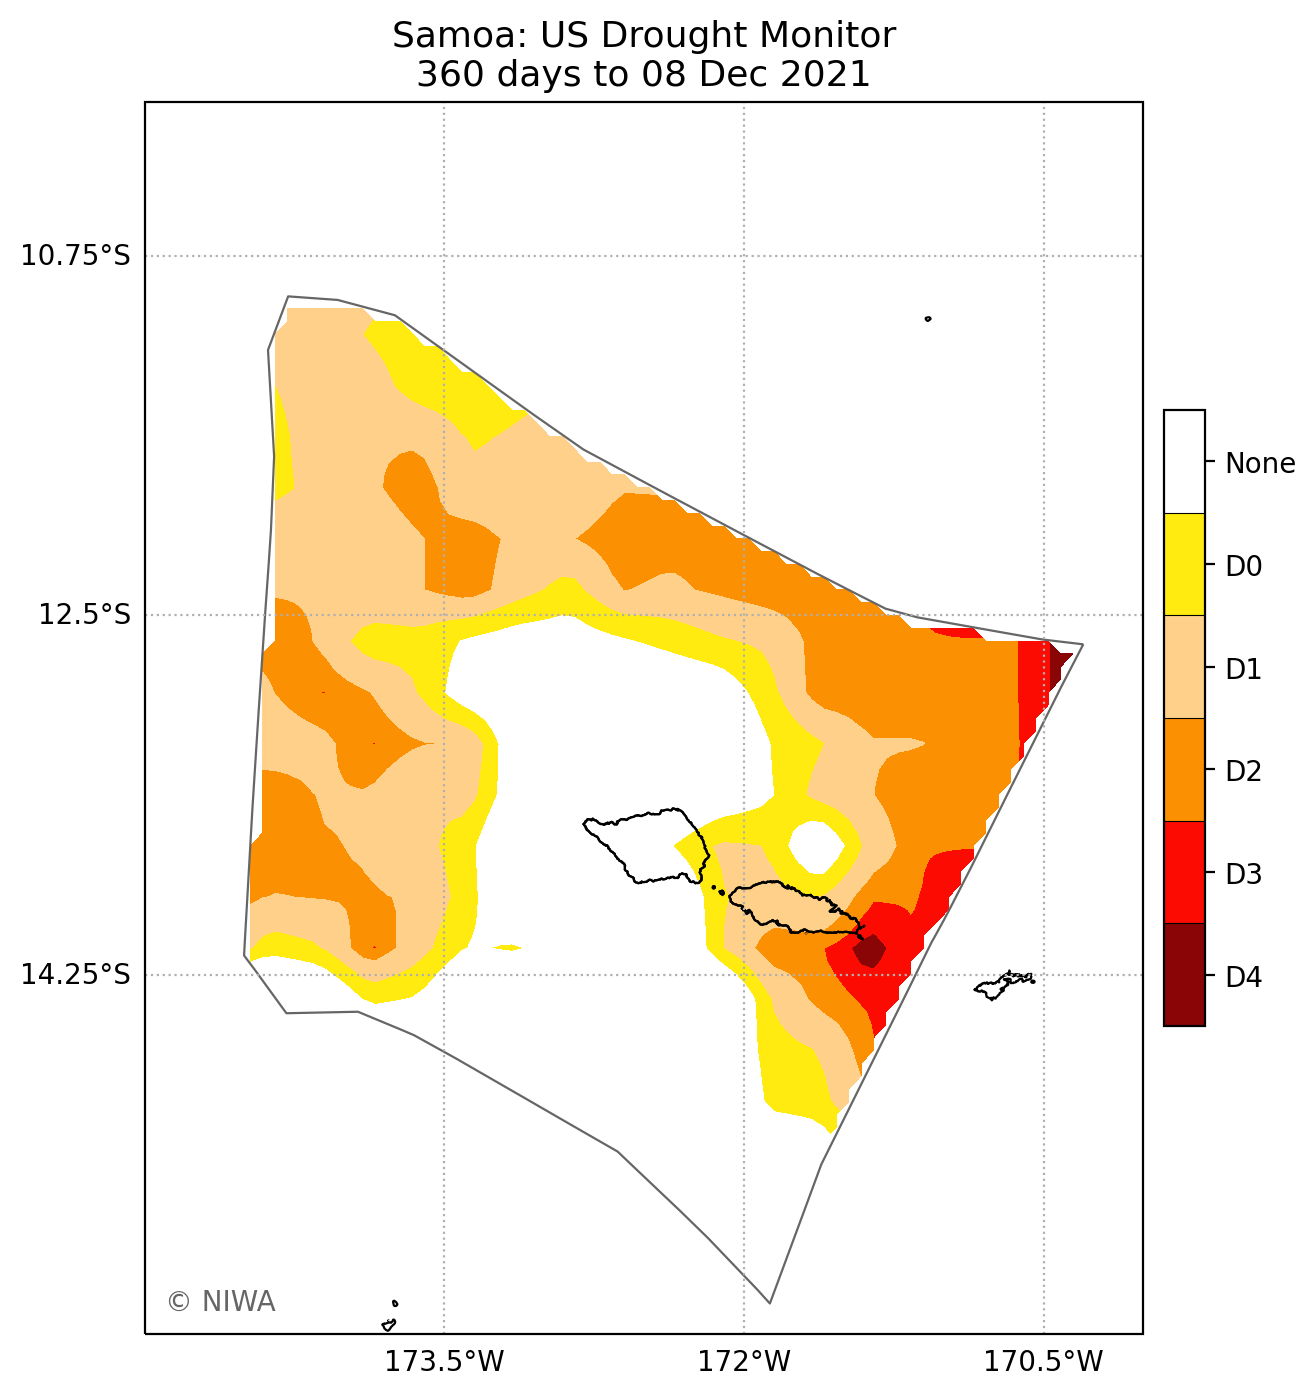 Samoa: US Drought Monitor
360 days to 08 Dec 2021
10.75°S
12.5°S
14.25°S
173.5°W
172°W
170.5°W
None
D0
D1
D2
D3
D4
© NIWA